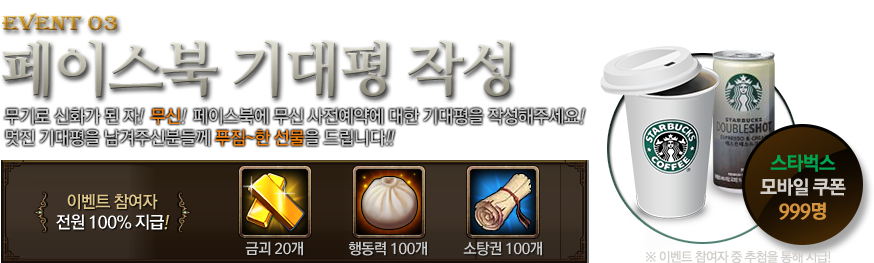 EVENT 03
페이스북 기대평 작성
무기로 신화가 된 자! 무신! 페이스북에 무신 사전예약에 대한 기대평을 작성해주세요!
멋진 기대평을 남겨주신분들께 푸짐~한 선물을 드립니다!!
이벤트 참여자
전원 100% 지급!
금괴 20개
행동력 100개
소탕권 100개
STARBUCKS
COFFEE
STARBUCKS
DOUBLESHOT
ESPRESSO & CREAM
스타벅스
모바일 쿠폰
999명
※ 이벤트 참여자 중 추첨을 통해 지급!